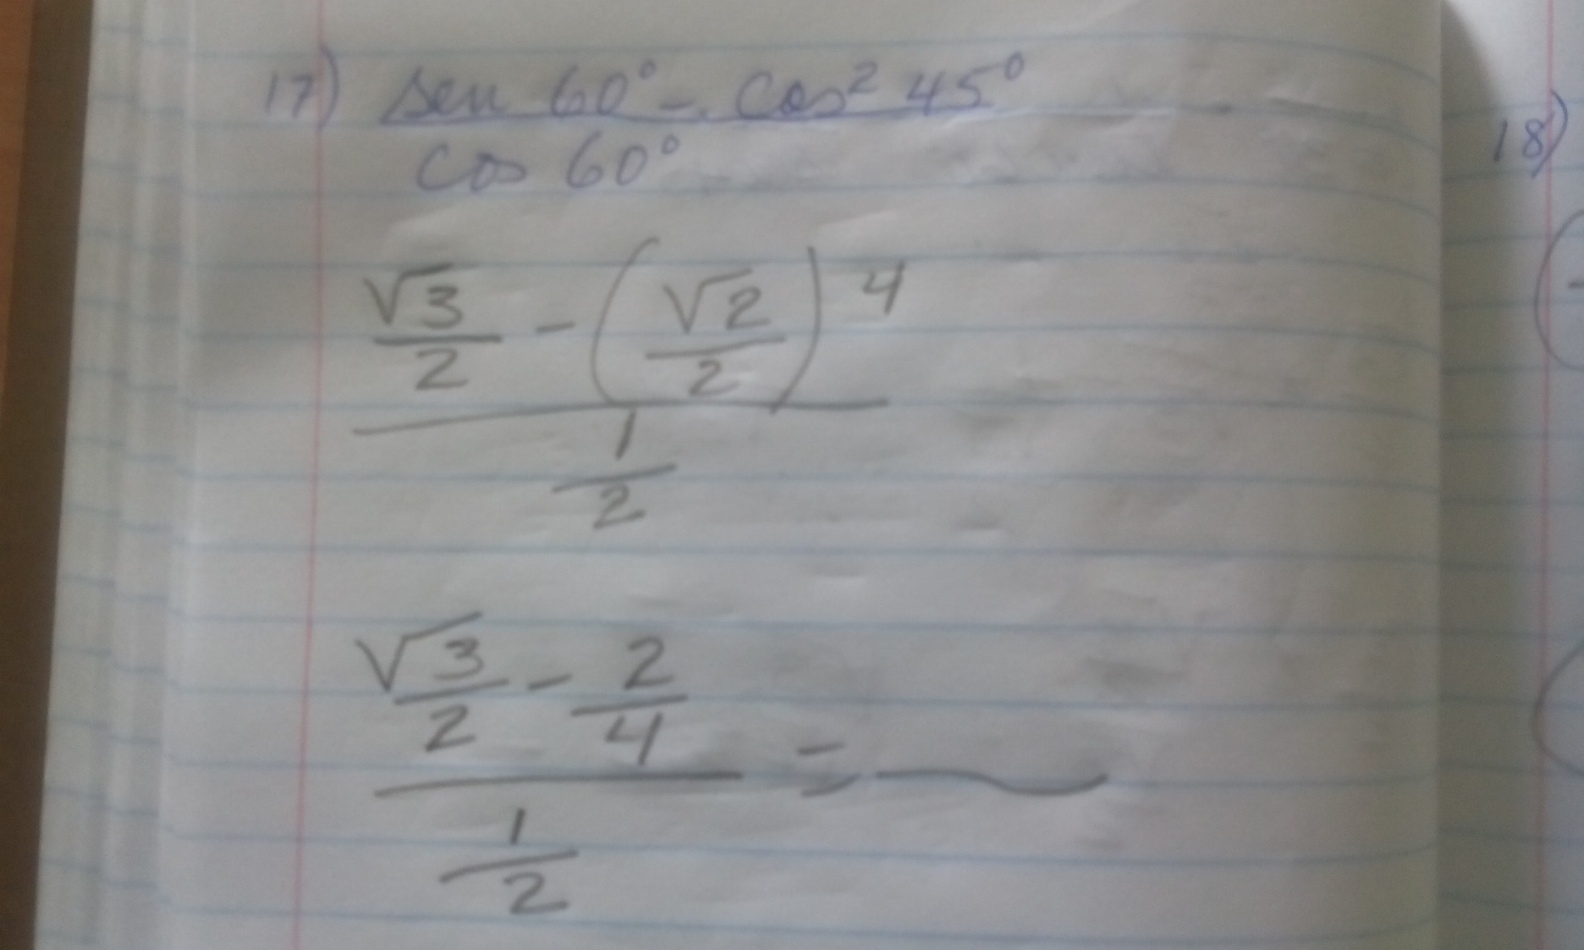 17) sen 60° - cos² 45°
cos 60°
18)
√3/2 - (√2/2)⁴
1/2
√3/2 - 2/4 =
1/2